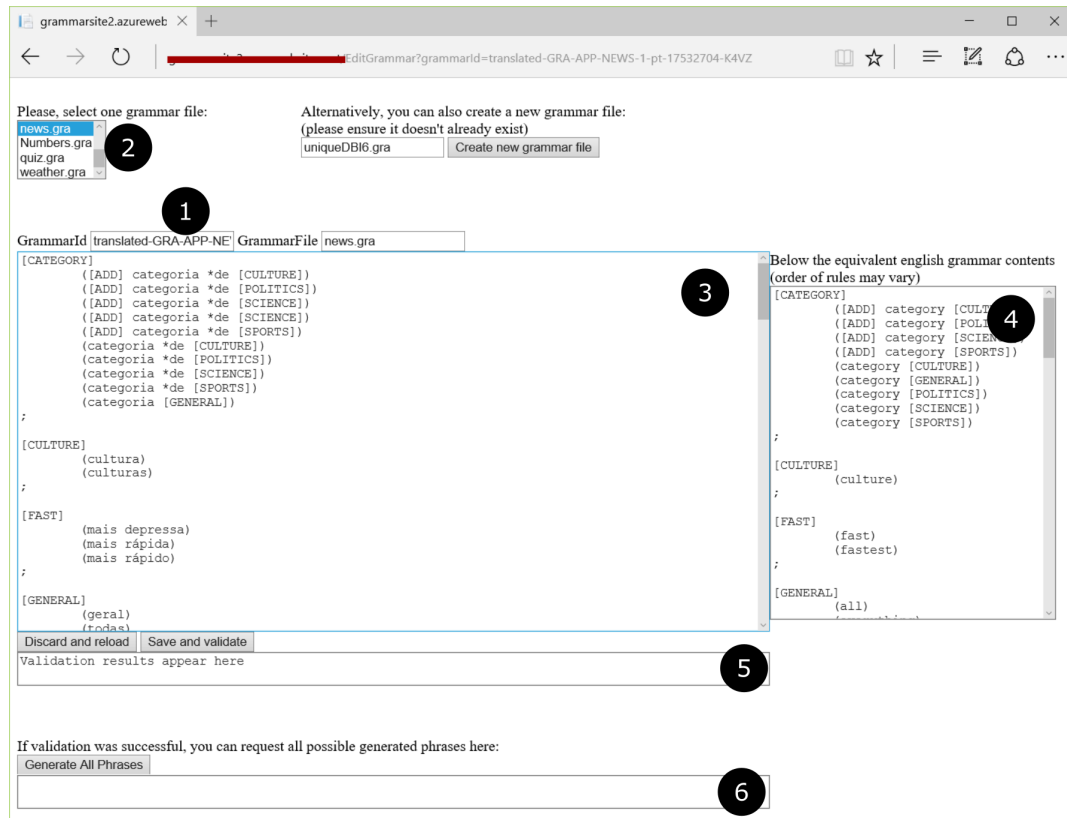 grammarsite2.azureweb
EditGrammar?grammarId=translated-GRA-APP-NEWS-1-pt-17532704-K4VZ
Please, select one grammar file:
news.gra
Numbers.gra
quiz.gra
weather.gra
2
Alternatively, you can also create a new grammar file:
(please ensure it doesn't already exist)
uniqueDBI6.gra Create new grammar file
1
GrammarId translated-GRA-APP-NE GrammarFile news.gra
[CATEGORY]
([ADD] categoria *de [CULTURE])
([ADD] categoria *de [POLITICS])
([ADD] categoria *de [SCIENCE])
([ADD] categoria *de [SCIENCE])
([ADD] categoria *de [SPORTS])
(categoria *de [CULTURE])
(categoria *de [POLITICS])
(categoria *de [SCIENCE])
(categoria *de [SPORTS])
(categoria [GENERAL])
;
[CULTURE]
(cultura)
(culturas)
;
[FAST]
(mais depressa)
(mais rápida)
(mais rápido)
;
[GENERAL]
(geral)
(todas)
3
Below the equivalent english grammar contents
(order of rules may vary)
[CATEGORY]
([ADD] category [CULT
([ADD] category [POLI
([ADD] category [SCIEN
([ADD] category [SPORTS])
(category [CULTURE])
(category [GENERAL])
(category [POLITICS])
(category [SCIENCE])
(category [SPORTS])
;
[CULTURE]
(culture)
;
[FAST]
(fast)
(fastest)
;
[GENERAL]
(all)
4
Discard and reload Save and validate
Validation results appear here
5
If validation was successful, you can request all possible generated phrases here:
Generate All Phrases
6